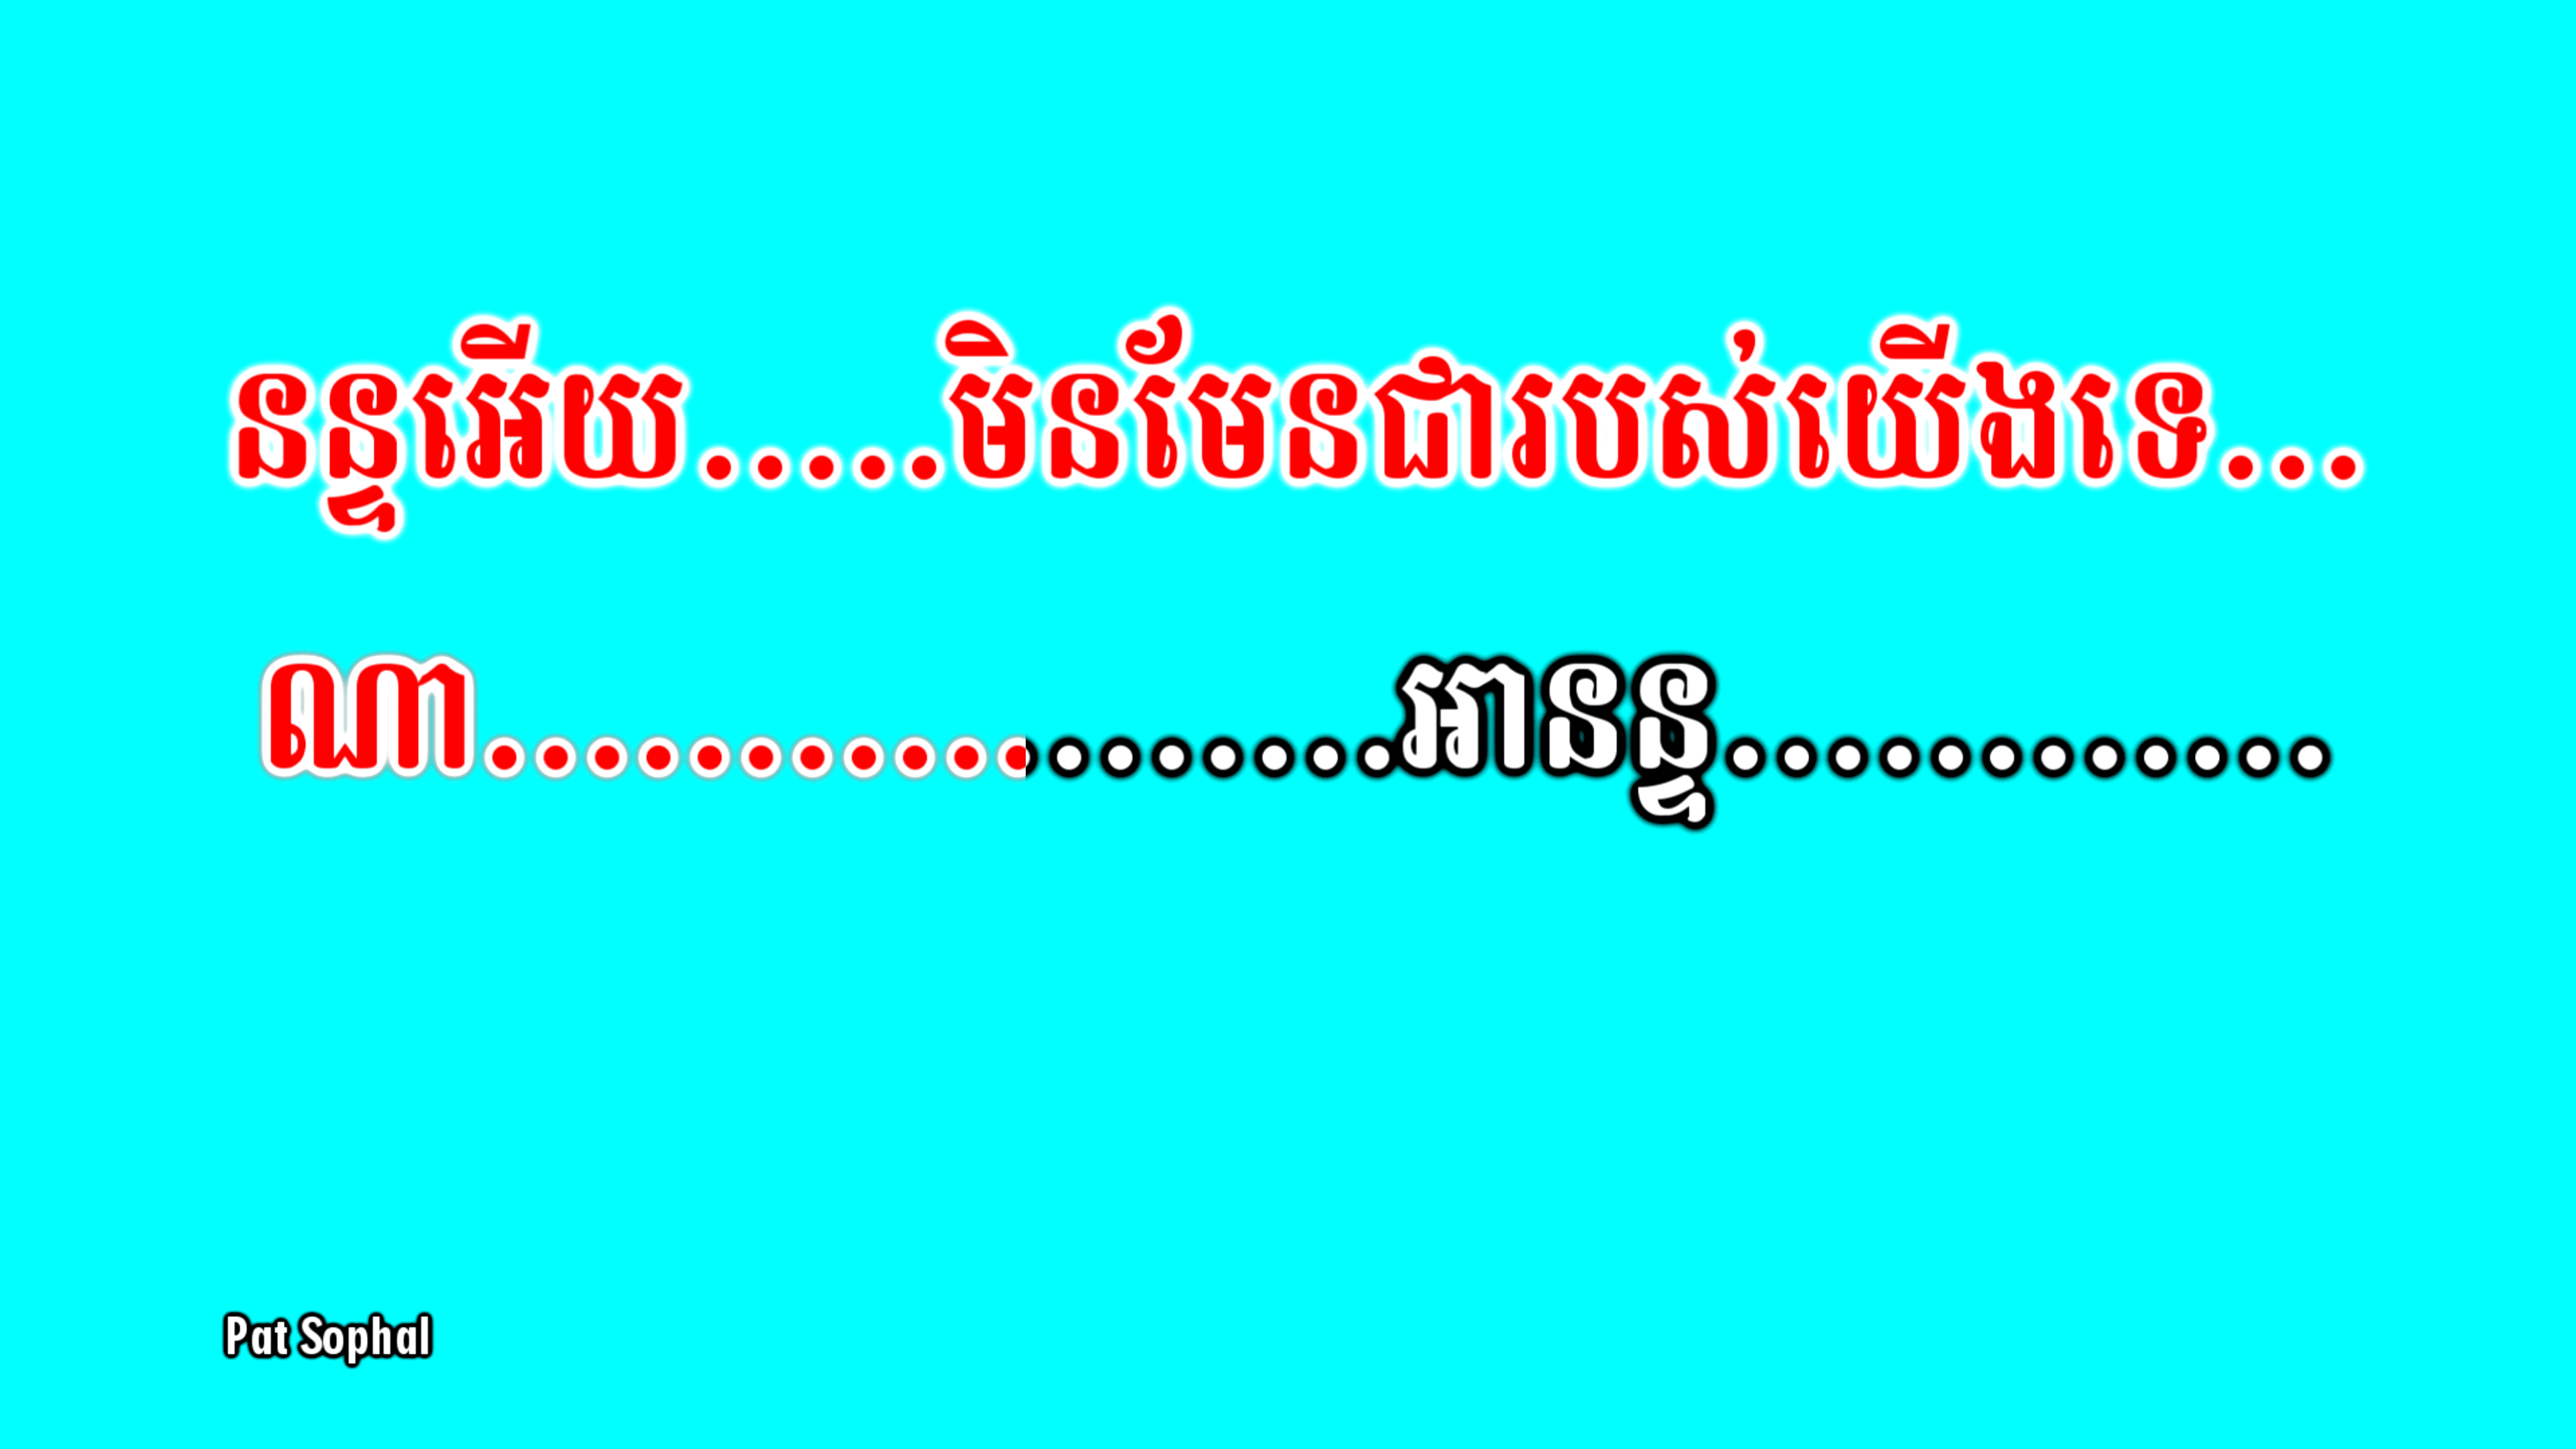 នន្ទអើយ.....មិនមែនជារបស់យើងទេ...
ណា..................អានន្ទ............
Pat Sophal